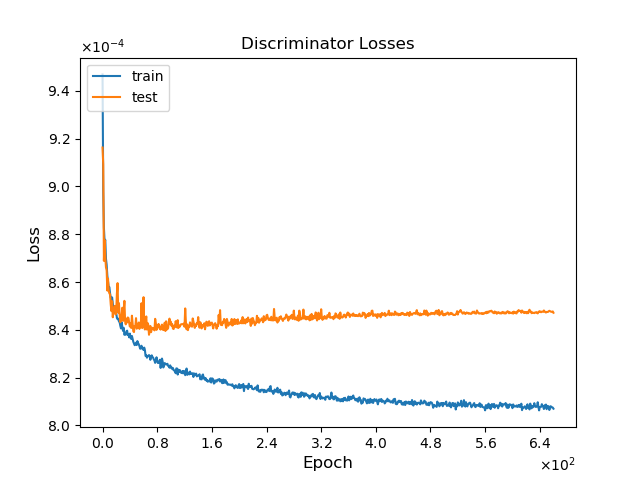 Discriminator Losses
×10⁻⁴
train
test
9.4
9.2
9.0
8.8
8.6
8.4
8.2
8.0
Loss
0.0 0.8 1.6 2.4 3.2 4.0 4.8 5.6 6.4
Epoch
×10²